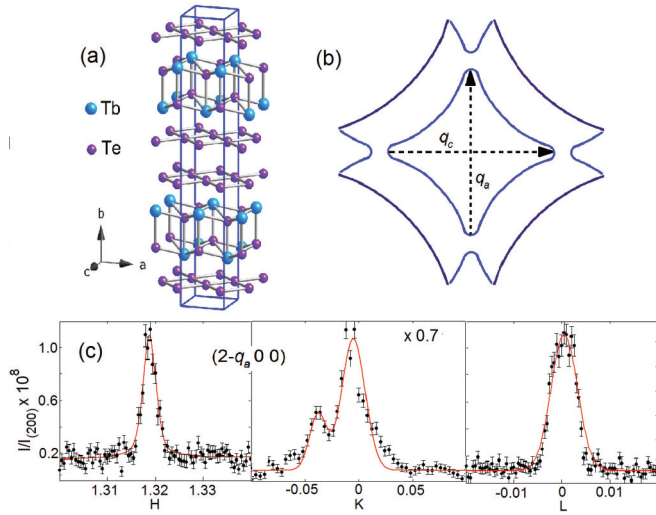 (a)
(b)
Tb
Te
b
c
a
q_c
q_a
(c)
(2-q_a 0 0)
x 0.7
I/I_(200) x 10^8
1.0
0.6
0.2
1.31 1.32 1.33
-0.05 0 0.05
-0.01 0 0.01
H
K
L